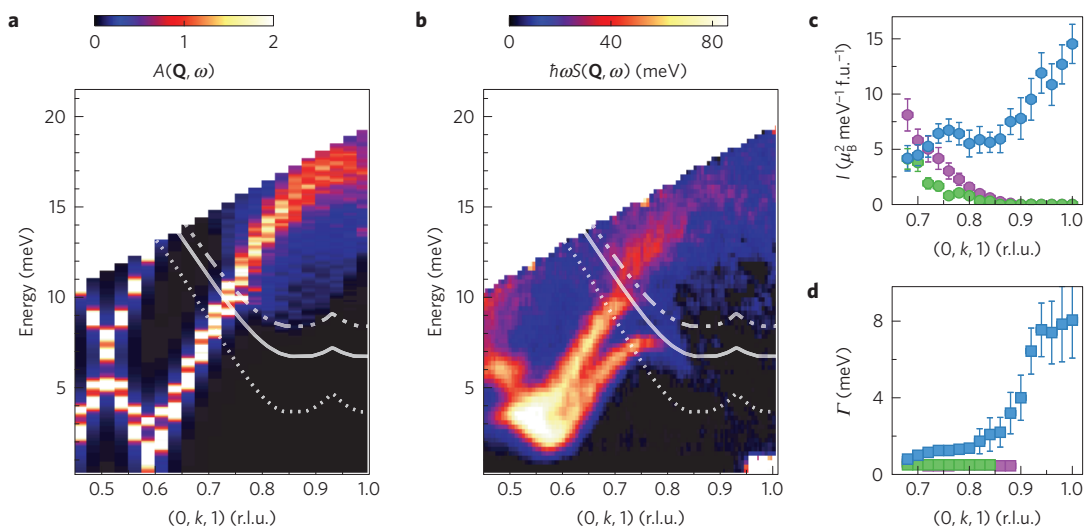 a
0 1 2
A(Q, ω)
Energy (meV)
20
15
10
5
0.5 0.6 0.7 0.8 0.9 1.0
(0, k, 1) (r.l.u.)
b
0 40 80
ħωS(Q, ω) (meV)
Energy (meV)
20
15
10
5
0.5 0.6 0.7 0.8 0.9 1.0
(0, k, 1) (r.l.u.)
c
I (μ_B^2 meV⁻¹ f.u.⁻¹)
15
10
5
0
0.7 0.8 0.9 1.0
(0, k, 1) (r.l.u.)
d
Γ (meV)
8
4
0
0.7 0.8 0.9 1.0
(0, k, 1) (r.l.u.)